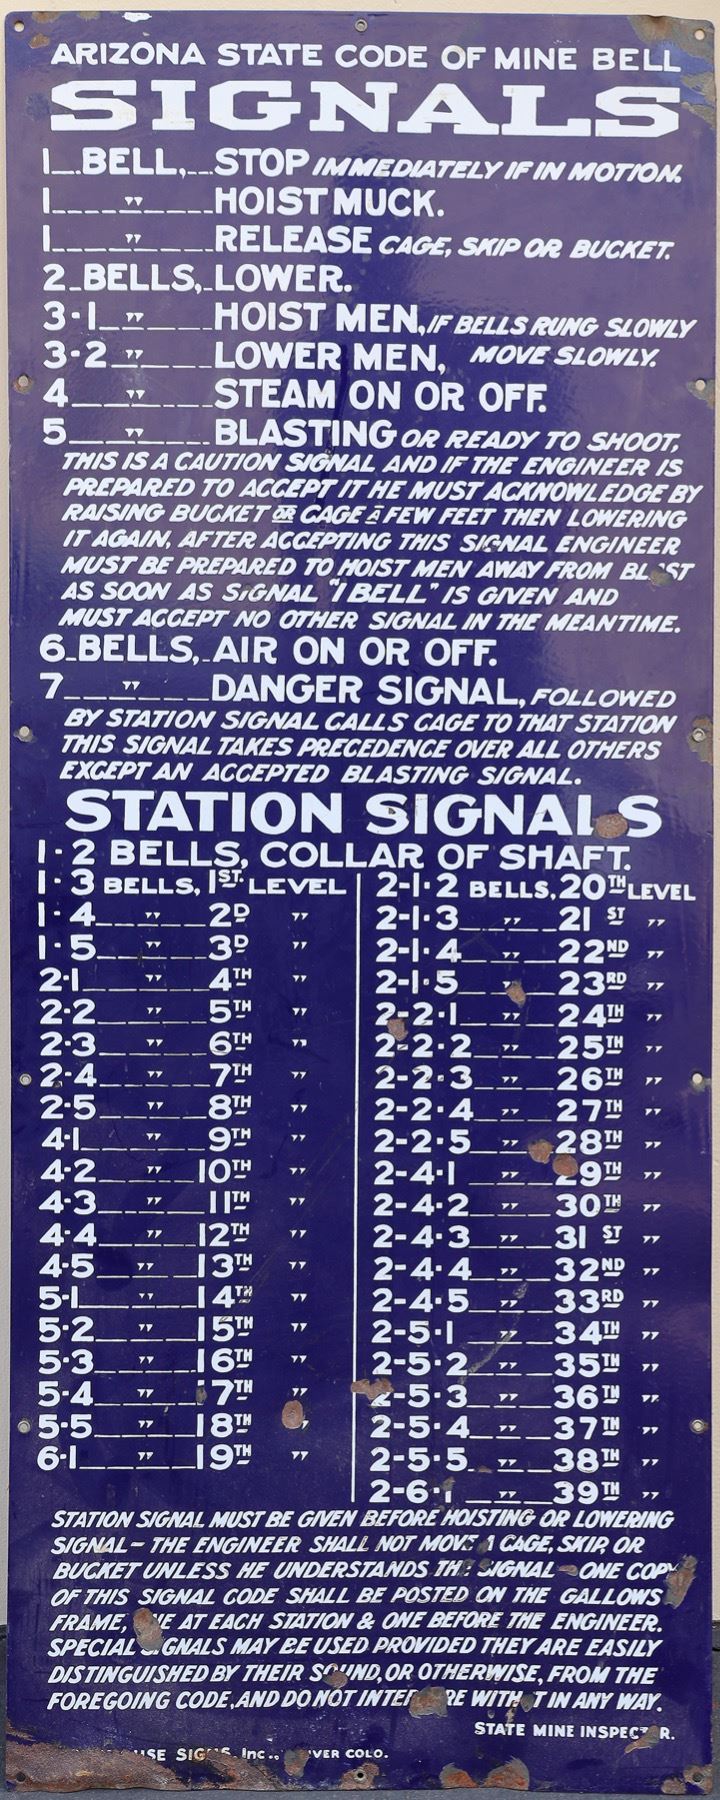 ARIZONA STATE CODE OF MINE BELL
SIGNALS
1 BELL, STOP IMMEDIATELY IF IN MOTION.
1 " HOIST MUCK.
1 " RELEASE CAGE, SKIP OR BUCKET.
2 BELLS, LOWER.
3-1 " HOIST MEN, IF BELLS RUNG SLOWLY
3-2 " LOWER MEN, MOVE SLOWLY.
4 " STEAM ON OR OFF.
5 " BLASTING OR READY TO SHOOT,
THIS IS A CAUTION SIGNAL AND IF THE ENGINEER IS
PREPARED TO ACCEPT IT HE MUST ACKNOWLEDGE BY
RAISING BUCKET OR CAGE A FEW FEET THEN LOWERING
IT AGAIN, AFTER ACCEPTING THIS SIGNAL ENGINEER
MUST BE PREPARED TO HOIST MEN AWAY FROM BLAST
AS SOON AS SIGNAL "1 BELL" IS GIVEN AND
MUST ACCEPT NO OTHER SIGNAL IN THE MEANTIME.
6 BELLS, AIR ON OR OFF.
7 " DANGER SIGNAL, FOLLOWED
BY STATION SIGNAL CALLS CAGE TO THAT STATION
THIS SIGNAL TAKES PRECEDENCE OVER ALL OTHERS
EXCEPT AN ACCEPTED BLASTING SIGNAL.
STATION SIGNALS
1-2 BELLS, COLLAR OF SHAFT.
1-3 BELLS, 1ST. LEVEL
1-4 " 2D "
1-5 " 3D "
2-1 " 4TH "
2-2 " 5TH "
2-3 " 6TH "
2-4 " 7TH "
2-5 " 8TH "
4-1 " 9TH "
4-2 " 10TH "
4-3 " 11TH "
4-4 " 12TH "
4-5 " 13TH "
5-1 " 14TH "
5-2 " 15TH "
5-3 " 16TH "
5-4 " 17TH "
5-5 " 18TH "
6-1 " 19TH "
2-1-2 BELLS, 20TH LEVEL
2-1-3 " 21ST "
2-1-4 " 22ND "
2-1-5 " 23RD "
2-2-1 " 24TH "
2-2-2 " 25TH "
2-2-3 " 26TH "
2-2-4 " 27TH "
2-2-5 " 28TH "
2-4-1 " 29TH "
2-4-2 " 30TH "
2-4-3 " 31ST "
2-4-4 " 32ND "
2-4-5 " 33RD "
2-5-1 " 34TH "
2-5-2 " 35TH "
2-5-3 " 36TH "
2-5-4 " 37TH "
2-5-5 " 38TH "
2-6-1 " 39TH "
STATION SIGNAL MUST BE GIVEN BEFORE HOISTING OR LOWERING
SIGNAL - THE ENGINEER SHALL NOT MOVE A CAGE, SKIP, OR
BUCKET UNLESS HE UNDERSTANDS THE SIGNAL - ONE COPY
OF THIS SIGNAL CODE SHALL BE POSTED ON THE GALLOWS
FRAME, ONE AT EACH STATION & ONE BEFORE THE ENGINEER.
SPECIAL SIGNALS MAY BE USED PROVIDED THEY ARE EASILY
DISTINGUISHED BY THEIR SOUND, OR OTHERWISE, FROM THE
FOREGOING CODE, AND DO NOT INTERFERE WITH IT IN ANY WAY.
STATE MINE INSPECTOR.
SIGNS, Inc., DENVER COLO.